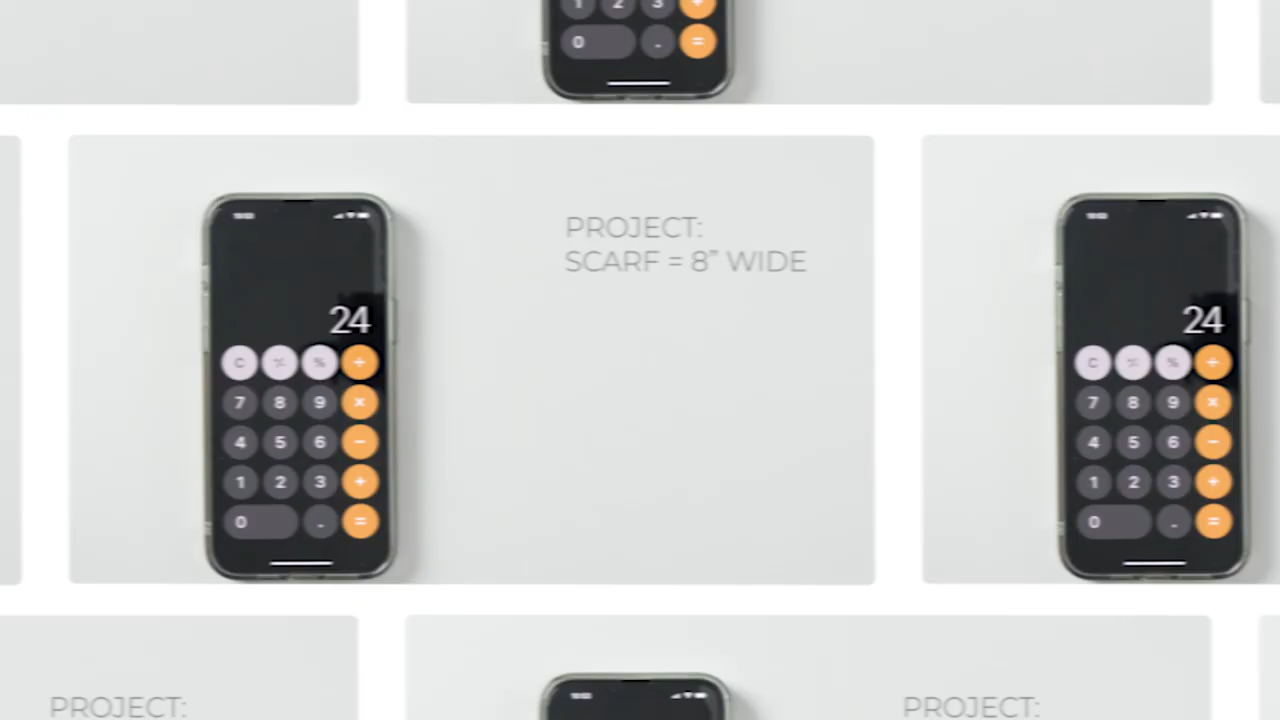 1 2 3 +
0 . =
PROJECT:
SCARF = 8” WIDE
24
C % ÷
7 8 9 ×
4 5 6 −
1 2 3 +
0 . =
24
C % ÷
7 8 9 ×
4 5 6 −
1 2 3 +
0 . =
PROJECT:
PROJECT: